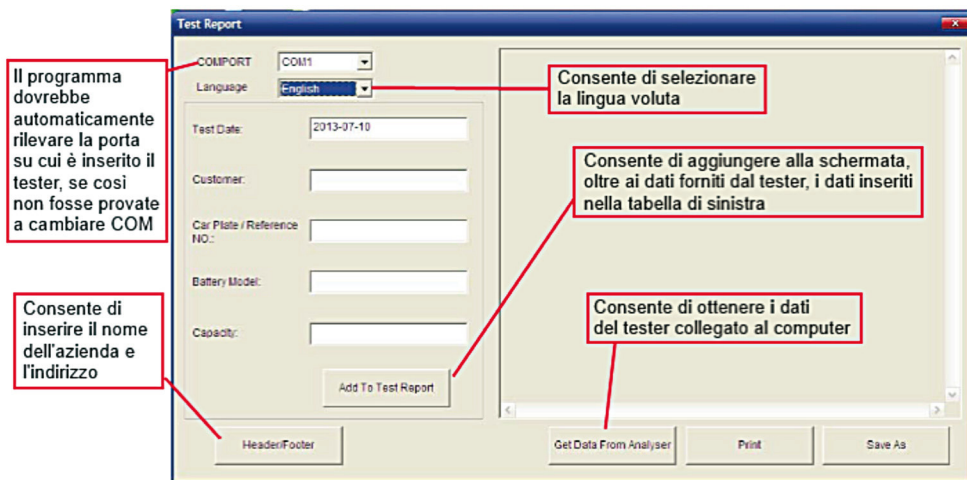 Test Report
Il programma
dovrebbe
automaticamente
rilevare la porta
su cui è inserito il
tester, se così
non fosse provate
a cambiare COM
COMPORT
COM1
Language
English
Consente di selezionare
la lingua voluta
Test Date:
2013-07-10
Customer:
Consente di aggiungere alla schermata,
oltre ai dati forniti dal tester, i dati inseriti
nella tabella di sinistra
Car Plate / Reference
NO.:
Battery Model:
Consente di
inserire il nome
dell'azienda e
l'indirizzo
Consente di ottenere i dati
del tester collegato al computer
Capacity:
Add To Test Report
Header/Footer
Get Data From Analyser
Print
Save As